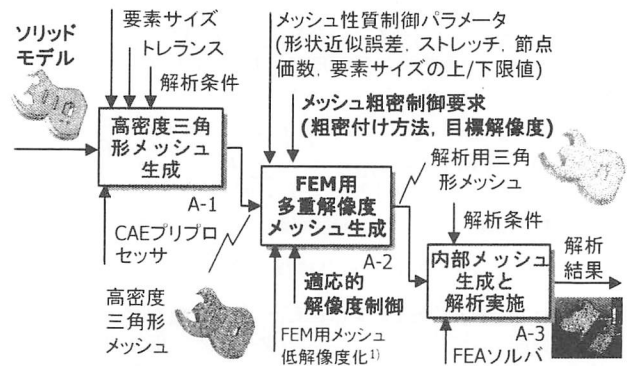 ソリッド
モデル
要素サイズ
トレランス
解析条件
高密度三角
形メッシュ
生成
A-1
CAEプリプロ
セッサ
高密度
三角形
メッシュ
メッシュ性質制御パラメータ
(形状近似誤差，ストレッチ，節点
価数，要素サイズの上/下限値)
メッシュ粗密制御要求
(粗密付け方法，目標解像度)
FEM用
多重解像度
メッシュ生成
A-2
適応的
解像度制御
FEM用メッシュ
低解像度化1)
解析用三角
形メッシュ
解析条件
内部メッシュ
生成と
解析実施
A-3
FEAソルバ
解析
結果